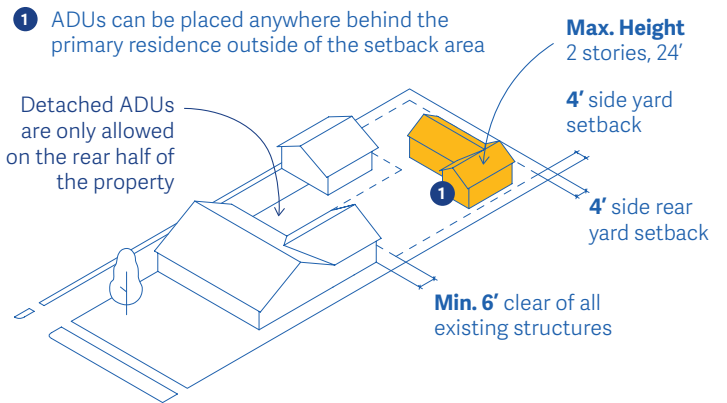 1 ADUs can be placed anywhere behind the
primary residence outside of the setback area
Max. Height
2 stories, 24’
Detached ADUs
are only allowed
on the rear half of
the property
4’ side yard
setback
1
4’ side rear
yard setback
Min. 6’ clear of all
existing structures